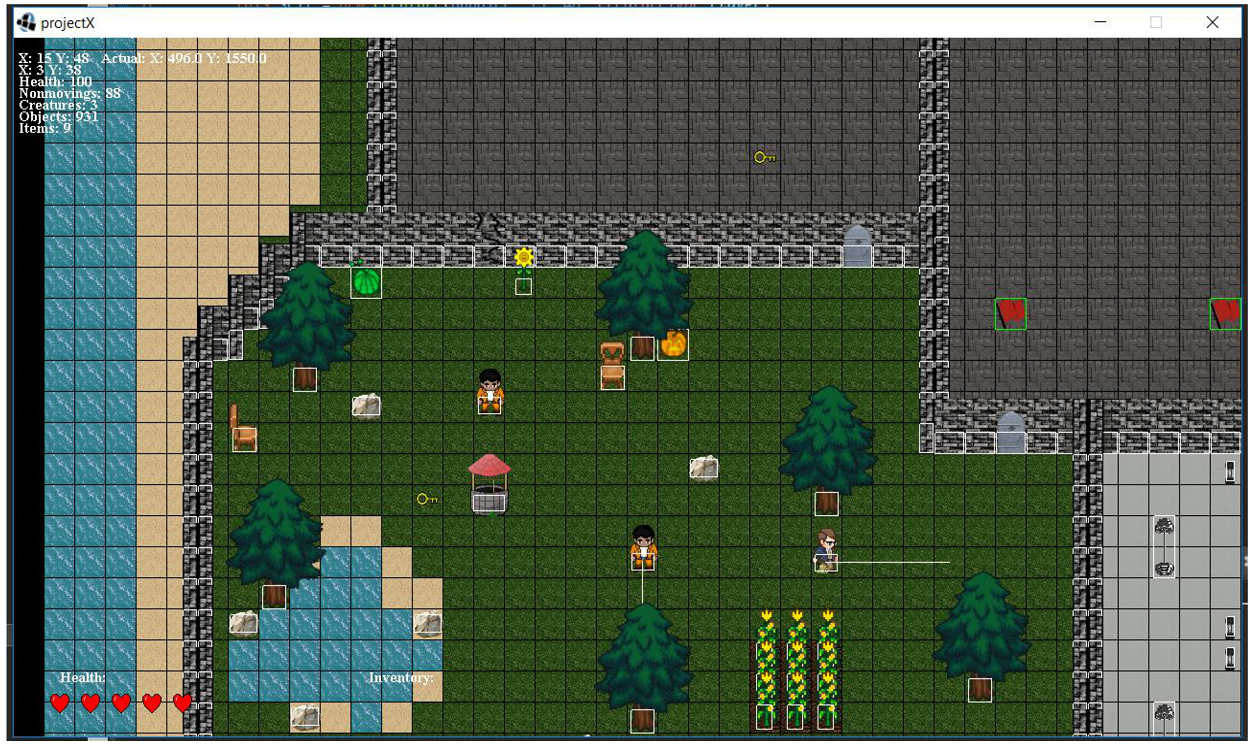 projectX
X: 15 Y: 48 Actual: X: 496.0 Y: 1550.0
X: 3 Y: 38
Health: 100
Nonmovings: 88
Creatures: 3
Objects: 931
Items: 9
Health: Inventory: